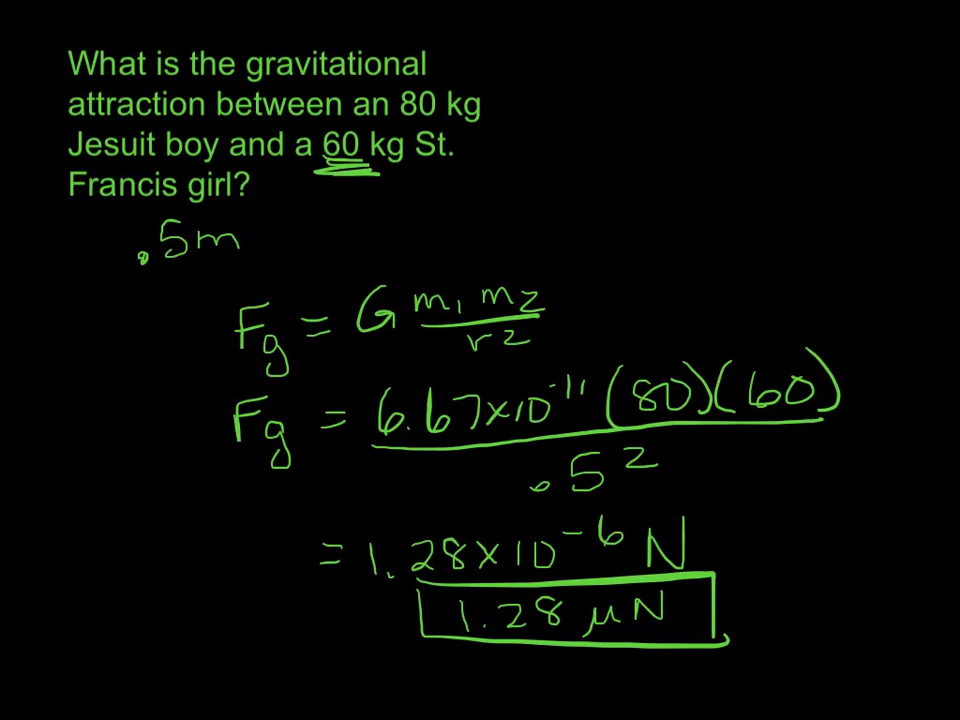 What is the gravitational
attraction between an 80 kg
Jesuit boy and a 60 kg St.
Francis girl?
.5m
Fg = G m1 m2 / r2
Fg = 6.67x10^-11 (80)(60) / .5^2
= 1.28x10^-6 N
1.28 µN